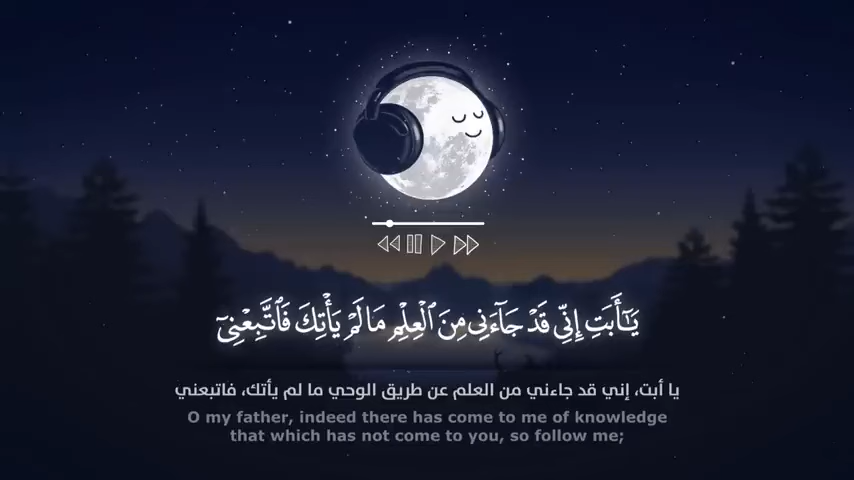 يَـٰٓأَبَتِ إِنِّى قَدْ جَآءَنِى مِنَ ٱلْعِلْمِ مَا لَمْ يَأْتِكَ فَٱتَّبِعْنِىٓ
يا أبت، إني قد جاءني من العلم عن طريق الوحي ما لم يأتك، فاتبعني
O my father, indeed there has come to me of knowledge
that which has not come to you, so follow me;